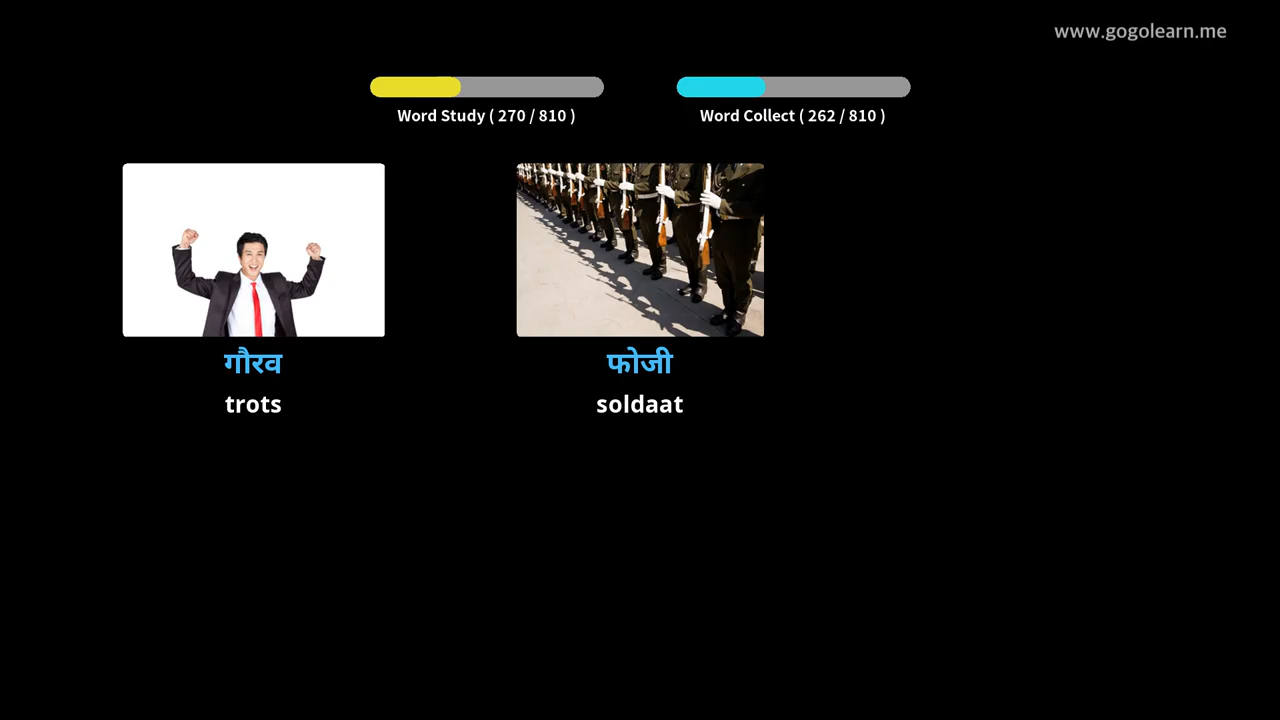 www.gogolearn.me
Word Study ( 270 / 810 )
Word Collect ( 262 / 810 )
गौरव
trots
फोजी
soldaat